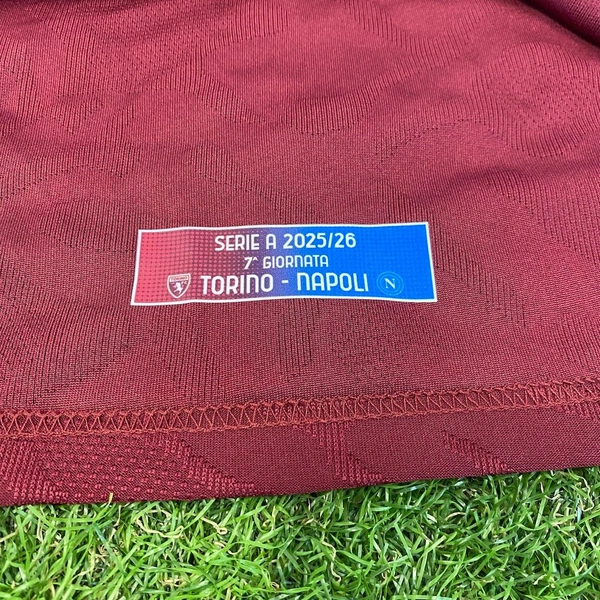 SERIE A 2025/26
7^ GIORNATA
TORINO - NAPOLI N